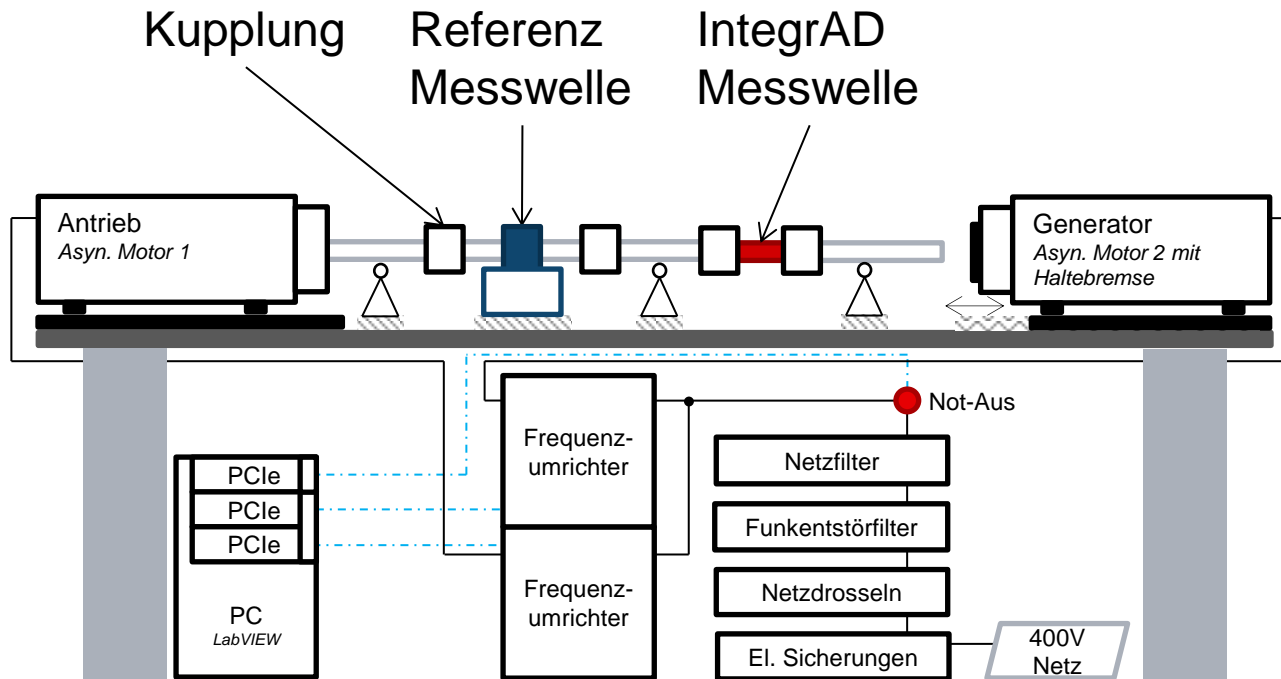 Kupplung
Referenz
Messwelle
IntegrAD
Messwelle
Antrieb
Asyn. Motor 1
Generator
Asyn. Motor 2 mit
Haltebremse
Not-Aus
Frequenz-
umrichter
Frequenz-
umrichter
Netzfilter
Funkentstörfilter
Netzdrosseln
El. Sicherungen
400V
Netz
PCIe
PCIe
PCIe
PC
LabVIEW